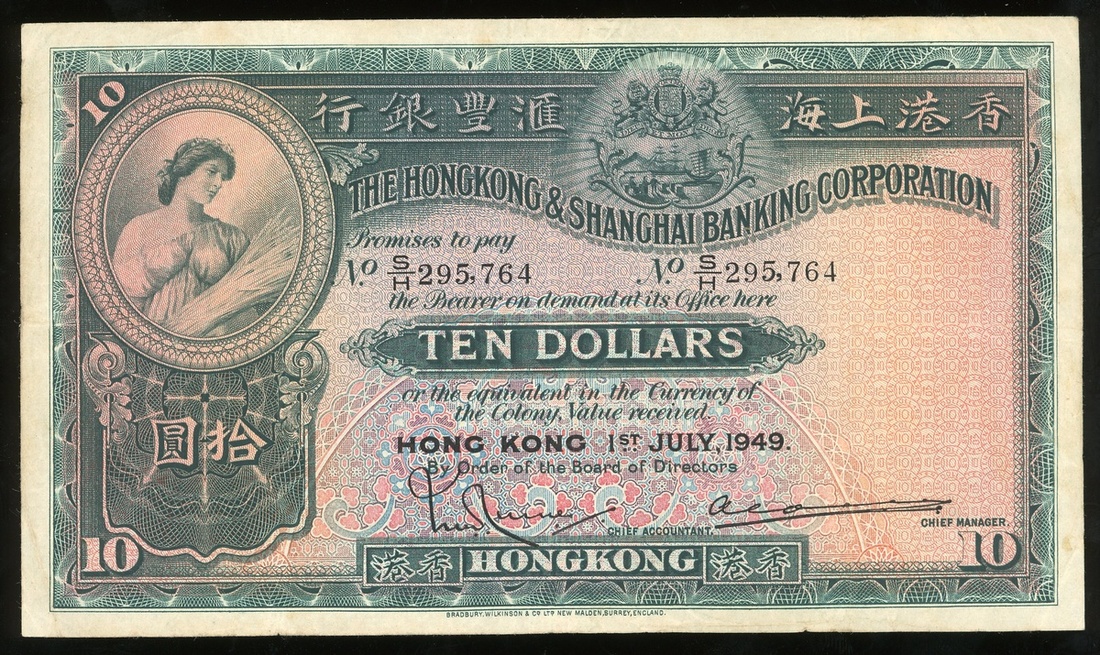 10
香港上海 滙豐銀行
THE HONGKONG & SHANGHAI BANKING CORPORATION
Promises to pay
No. S/H 295,764 No. S/H 295,764
the Bearer on demand at its Office here
TEN DOLLARS
or the equivalent in the Currency of
the Colony, Value received
HONG KONG 1ST JULY, 1949.
By Order of the Board of Directors
拾圓
CHIEF ACCOUNTANT.
CHIEF MANAGER.
10
香港 HONGKONG 香港
10
BRADBURY, WILKINSON & CO LTD NEW MALDEN, SURREY, ENGLAND.